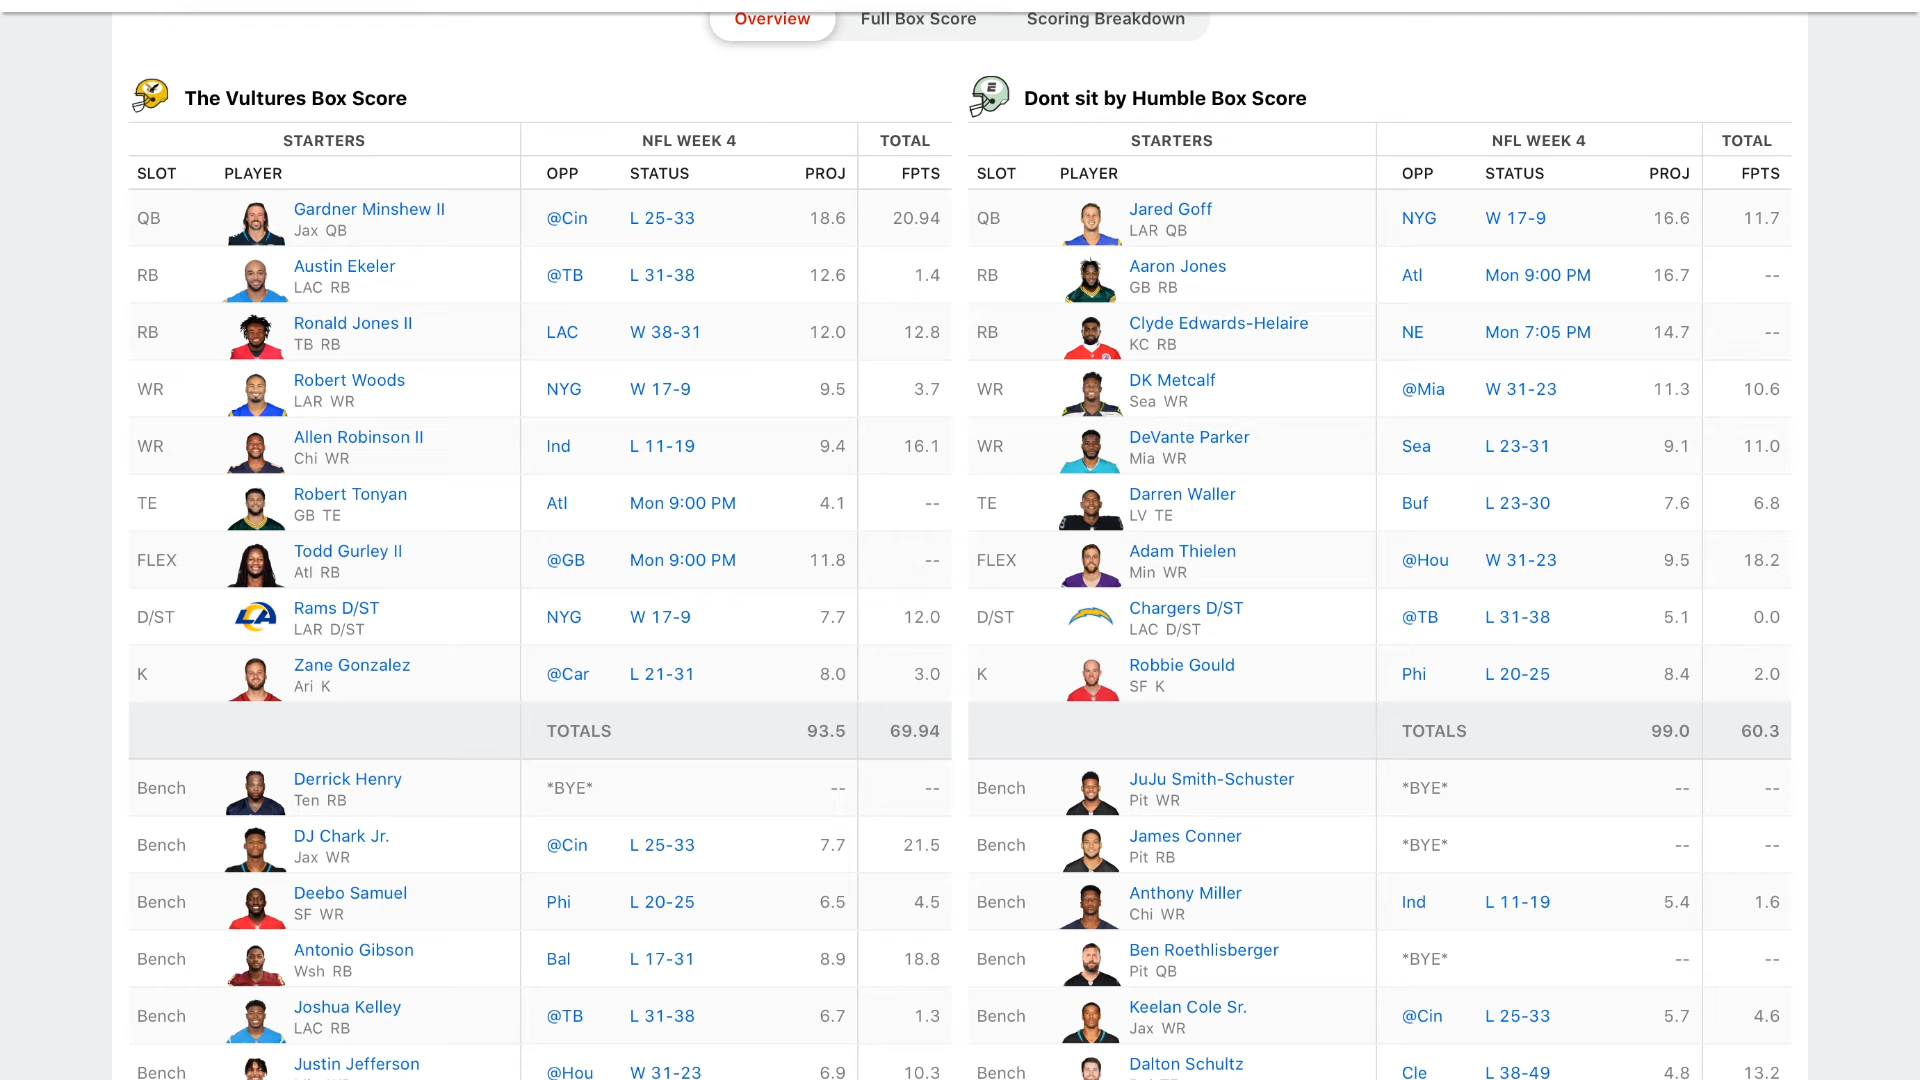 Overview Full Box Score Scoring Breakdown
The Vultures Box Score
STARTERS NFL WEEK 4 TOTAL
SLOT PLAYER OPP STATUS PROJ FPTS
QB Gardner Minshew II @Cin L 25-33 18.6 20.94
Jax QB
RB Austin Ekeler @TB L 31-38 12.6 1.4
LAC RB
RB Ronald Jones II LAC W 38-31 12.0 12.8
TB RB
WR Robert Woods NYG W 17-9 9.5 3.7
LAR WR
WR Allen Robinson II Ind L 11-19 9.4 16.1
Chi WR
TE Robert Tonyan Atl Mon 9:00 PM 4.1 --
GB TE
FLEX Todd Gurley II @GB Mon 9:00 PM 11.8 --
Atl RB
D/ST Rams D/ST NYG W 17-9 7.7 12.0
LAR D/ST
K Zane Gonzalez @Car L 21-31 8.0 3.0
Ari K
TOTALS 93.5 69.94
Bench Derrick Henry *BYE* -- --
Ten RB
Bench DJ Chark Jr. @Cin L 25-33 7.7 21.5
Jax WR
Bench Deebo Samuel Phi L 20-25 6.5 4.5
SF WR
Bench Antonio Gibson Bal L 17-31 8.9 18.8
Wsh RB
Bench Joshua Kelley @TB L 31-38 6.7 1.3
LAC RB
Bench Justin Jefferson @Hou W 31-23 6.9 10.3
Dont sit by Humble Box Score
STARTERS NFL WEEK 4 TOTAL
SLOT PLAYER OPP STATUS PROJ FPTS
QB Jared Goff NYG W 17-9 16.6 11.7
LAR QB
RB Aaron Jones Atl Mon 9:00 PM 16.7 --
GB RB
RB Clyde Edwards-Helaire NE Mon 7:05 PM 14.7 --
KC RB
WR DK Metcalf @Mia W 31-23 11.3 10.6
Sea WR
WR DeVante Parker Sea L 23-31 9.1 11.0
Mia WR
TE Darren Waller Buf L 23-30 7.6 6.8
LV TE
FLEX Adam Thielen @Hou W 31-23 9.5 18.2
Min WR
D/ST Chargers D/ST @TB L 31-38 5.1 0.0
LAC D/ST
K Robbie Gould Phi L 20-25 8.4 2.0
SF K
TOTALS 99.0 60.3
Bench JuJu Smith-Schuster *BYE* -- --
Pit WR
Bench James Conner *BYE* -- --
Pit RB
Bench Anthony Miller Ind L 11-19 5.4 1.6
Chi WR
Bench Ben Roethlisberger *BYE* -- --
Pit QB
Bench Keelan Cole Sr. @Cin L 25-33 5.7 4.6
Jax WR
Bench Dalton Schultz Cle L 38-49 4.8 13.2